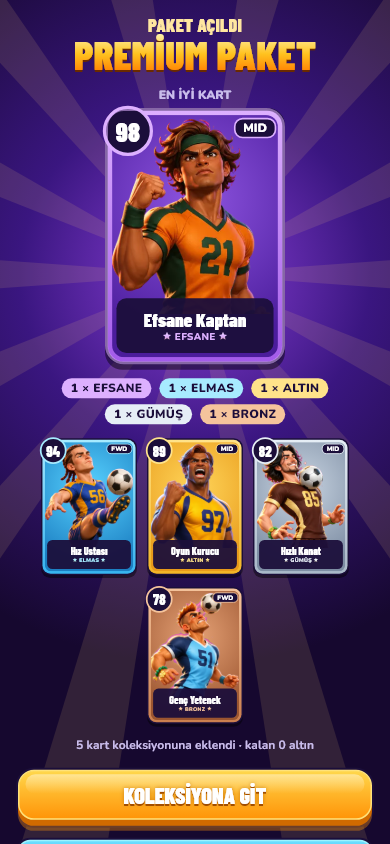 PAKET AÇILDI
PREMİUM PAKET
EN İYİ KART
98
MID
21
Efsane Kaptan
★ EFSANE ★
1 × EFSANE
1 × ELMAS
1 × ALTIN
1 × GÜMÜŞ
1 × BRONZ
94
FWD
56
Hız Ustası
★ ELMAS ★
89
MID
97
Oyun Kurucu
★ ALTIN ★
82
MID
85
Hızlı Kanat
★ GÜMÜŞ ★
78
FWD
51
Genç Yetenek
★ BRONZ ★
5 kart koleksiyonuna eklendi · kalan 0 altın
KOLEKSİYONA GİT